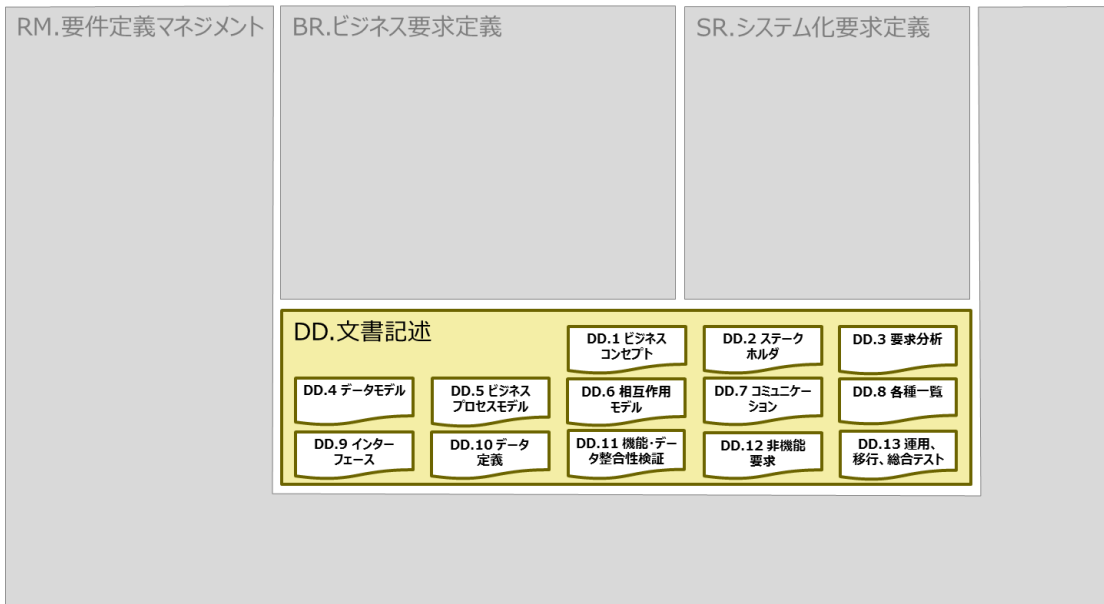 RM.要件定義マネジメント
BR.ビジネス要求定義
SR.システム化要求定義
DD.文書記述
DD.1 ビジネス
コンセプト
DD.2 ステーク
ホルダ
DD.3 要求分析
DD.4 データモデル
DD.5 ビジネス
プロセスモデル
DD.6 相互作用
モデル
DD.7 コミュニケー
ション
DD.8 各種一覧
DD.9 インター
フェース
DD.10 データ
定義
DD.11 機能・デー
タ整合性検証
DD.12 非機能
要求
DD.13 運用、
移行、総合テスト